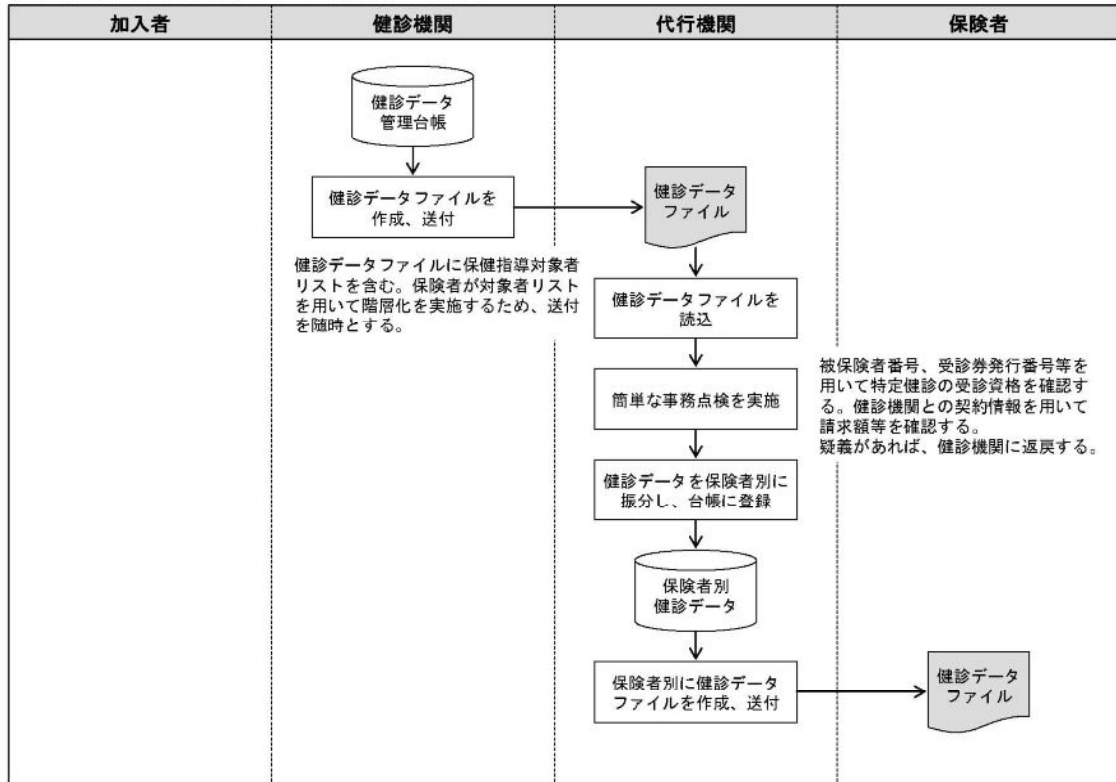 加入者
健診機関
代行機関
保険者
健診データ
管理台帳
健診データファイルを
作成、送付
健診データ
ファイル
健診データファイルに保健指導対象者
リストを含む。保険者が対象者リスト
を用いて階層化を実施するため、送付
を随時とする。
健診データファイルを
読込
簡単な事務点検を実施
被保険者番号、受診券発行番号等を
用いて特定健診の受診資格を確認す
る。健診機関との契約情報を用いて
請求額等を確認する。
疑義があれば、健診機関に返戻する。
健診データを保険者別に
振分し、台帳に登録
保険者別
健診データ
保険者別に健診データ
ファイルを作成、送付
健診データ
ファイル